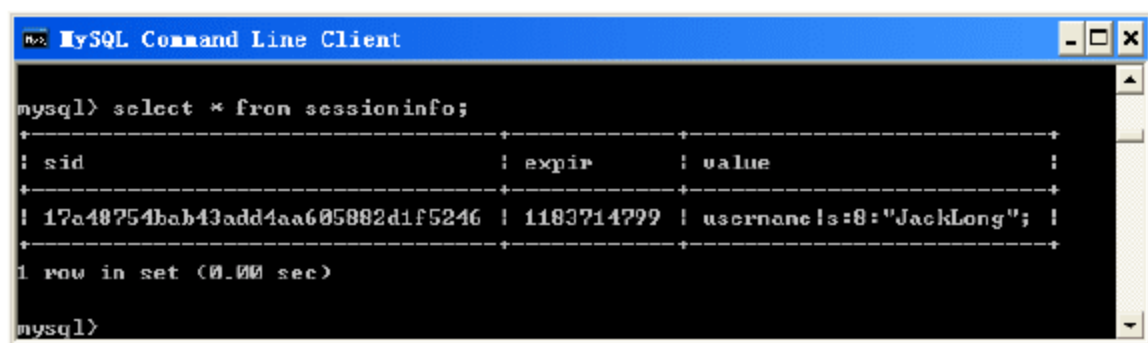 MySQL Command Line Client
mysql> select * from sessioninfo;
+----------------------------------+------------+--------------------------+
| sid | expir | value |
+----------------------------------+------------+--------------------------+
| 17a48754bab43add4aa605882d1f5246 | 1183714799 | username|s:8:"JackLong"; |
+----------------------------------+------------+--------------------------+
1 row in set (0.00 sec)
mysql>